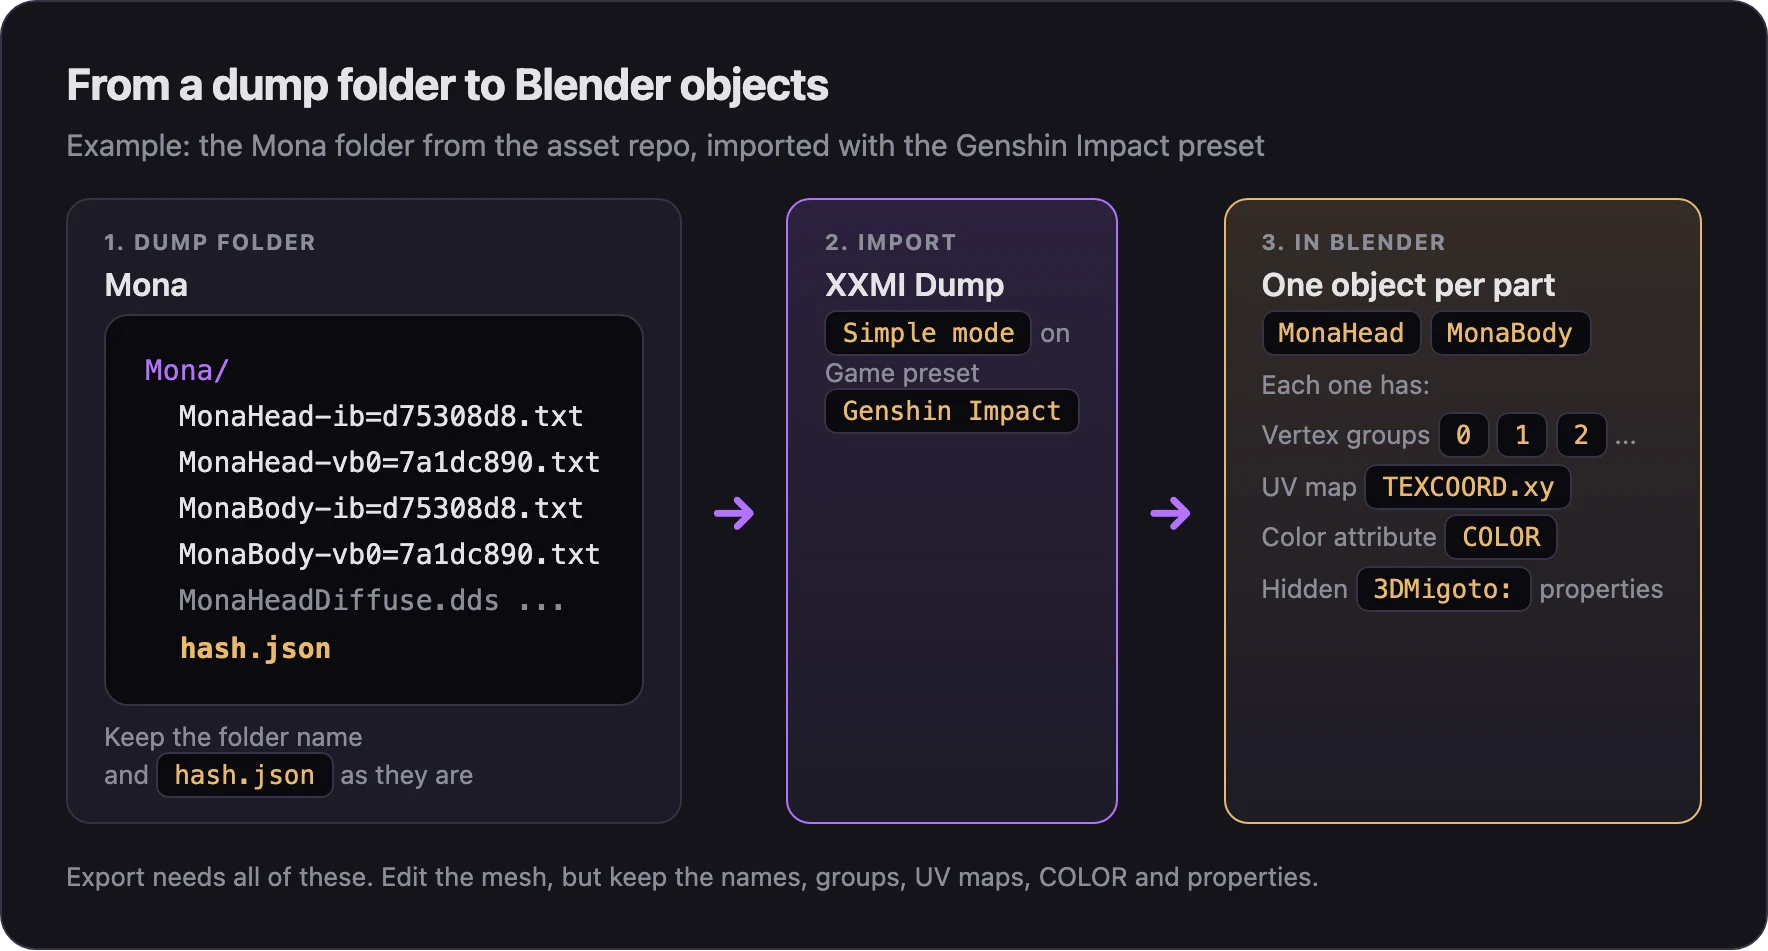 From a dump folder to Blender objects
Example: the Mona folder from the asset repo, imported with the Genshin Impact preset
1. DUMP FOLDER
Mona
Mona/
MonaHead-ib=d75308d8.txt
MonaHead-vb0=7a1dc890.txt
MonaBody-ib=d75308d8.txt
MonaBody-vb0=7a1dc890.txt
MonaHeadDiffuse.dds ...
hash.json
Keep the folder name
and hash.json as they are
2. IMPORT
XXMI Dump
Simple mode on
Game preset
Genshin Impact
3. IN BLENDER
One object per part
MonaHead MonaBody
Each one has:
Vertex groups 0 1 2 ...
UV map TEXCOORD.xy
Color attribute COLOR
Hidden 3DMigoto: properties
Export needs all of these. Edit the mesh, but keep the names, groups, UV maps, COLOR and properties.